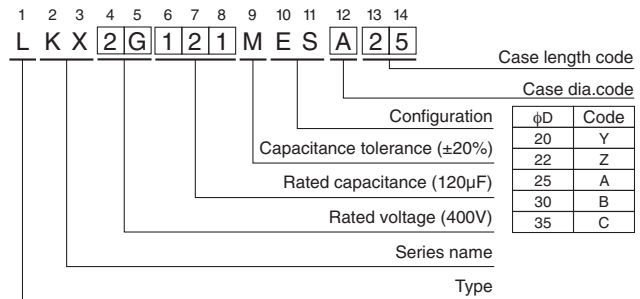 1 2 3 4 5 6 7 8 9 10 11 12 13 14
L K X 2 G 1 2 1 M E S A 2 5
Case length code
Case dia.code
Configuration
Capacitance tolerance (±20%)
Rated capacitance (120µF)
Rated voltage (400V)
Series name
Type
ϕD Code
20 Y
22 Z
25 A
30 B
35 C